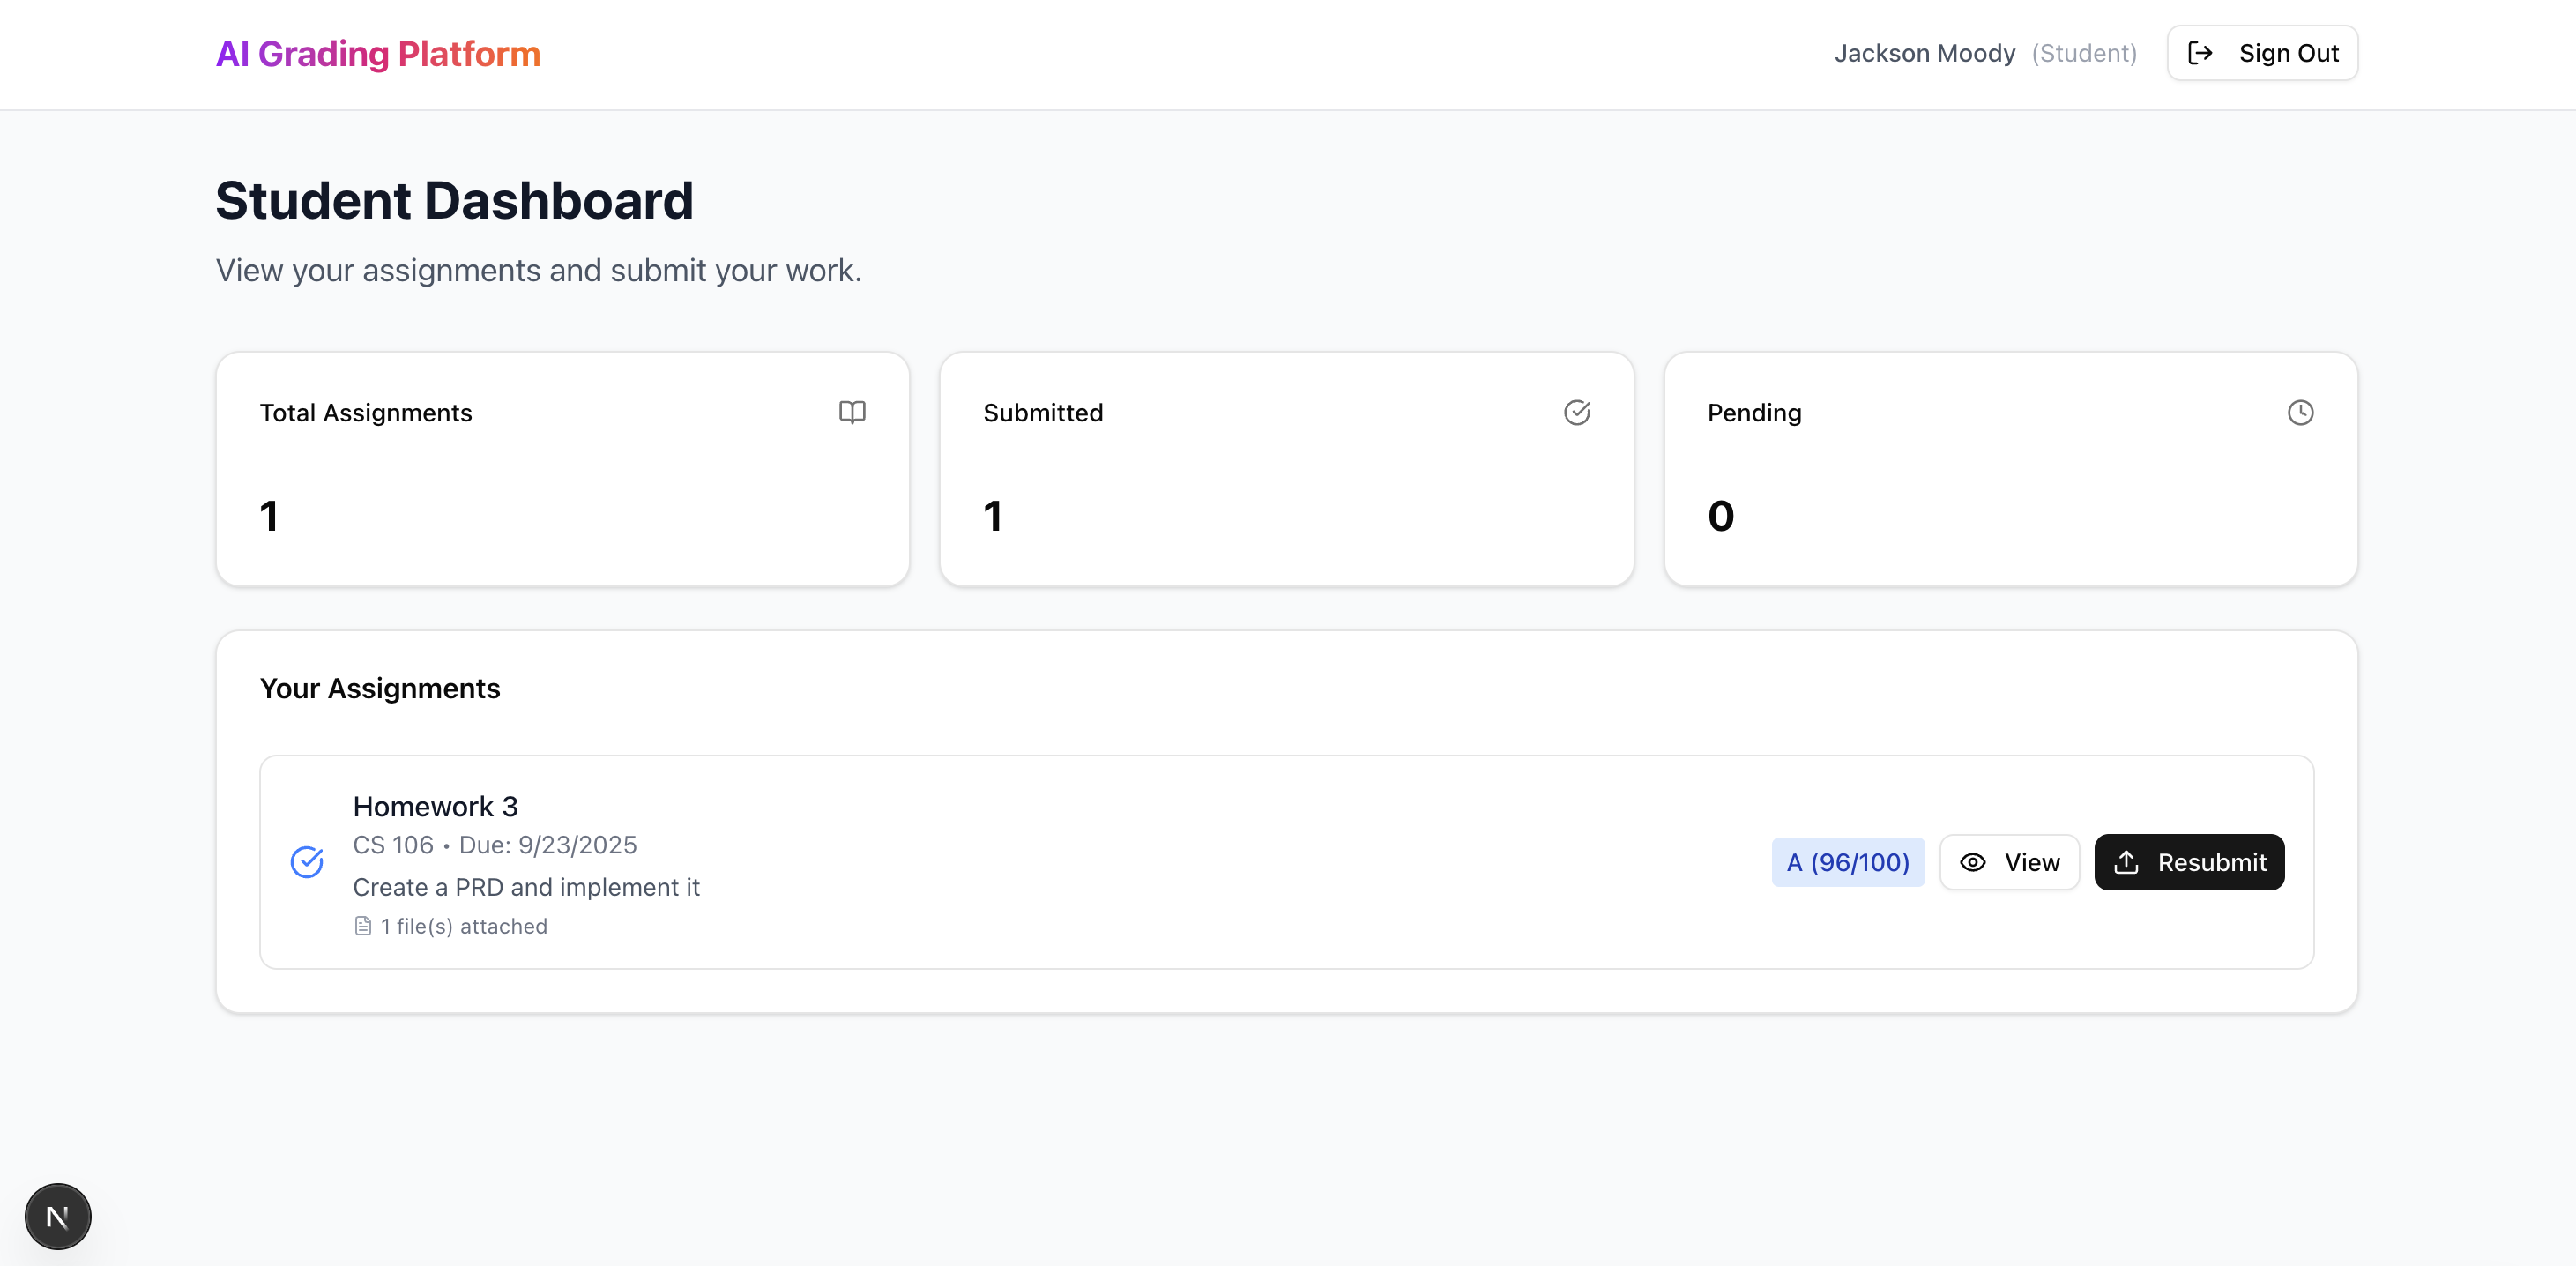 AI Grading Platform
Jackson Moody (Student)
Sign Out
Student Dashboard
View your assignments and submit your work.
Total Assignments
1
Submitted
1
Pending
0
Your Assignments
Homework 3
CS 106 • Due: 9/23/2025
Create a PRD and implement it
1 file(s) attached
A (96/100)
View
Resubmit
N